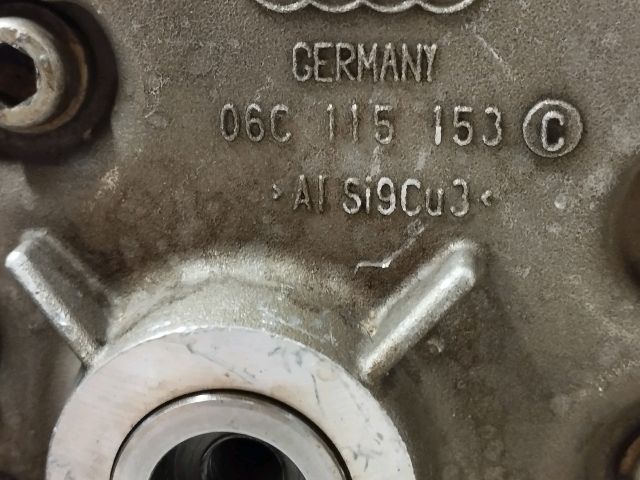 GERMANY
06C 115 153 C
>Al Si9Cu3<